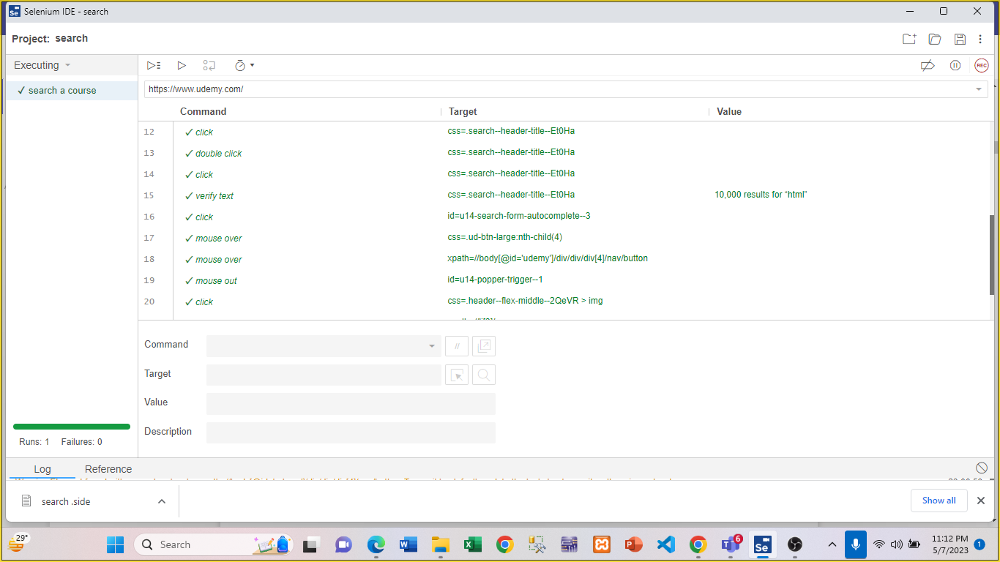 Selenium IDE - search
Project: search
Executing
search a course
https://www.udemy.com/
REC
Command Target Value
12 click css=.search--header-title--Et0Ha
13 double click css=.search--header-title--Et0Ha
14 click css=.search--header-title--Et0Ha
15 verify text css=.search--header-title--Et0Ha 10,000 results for “html”
16 click id=u14-search-form-autocomplete--3
17 mouse over css=.ud-btn-large:nth-child(4)
18 mouse over xpath=//body[@id='udemy']/div/div/div[4]/nav/button
19 mouse out id=u14-popper-trigger--1
20 click css=.header--flex-middle--2QeVR > img
Command //
Target
Value
Description
Runs: 1 Failures: 0
Log Reference
search .side
Show all
29°
Search
6
Se
11:12 PM
5/7/2023
1